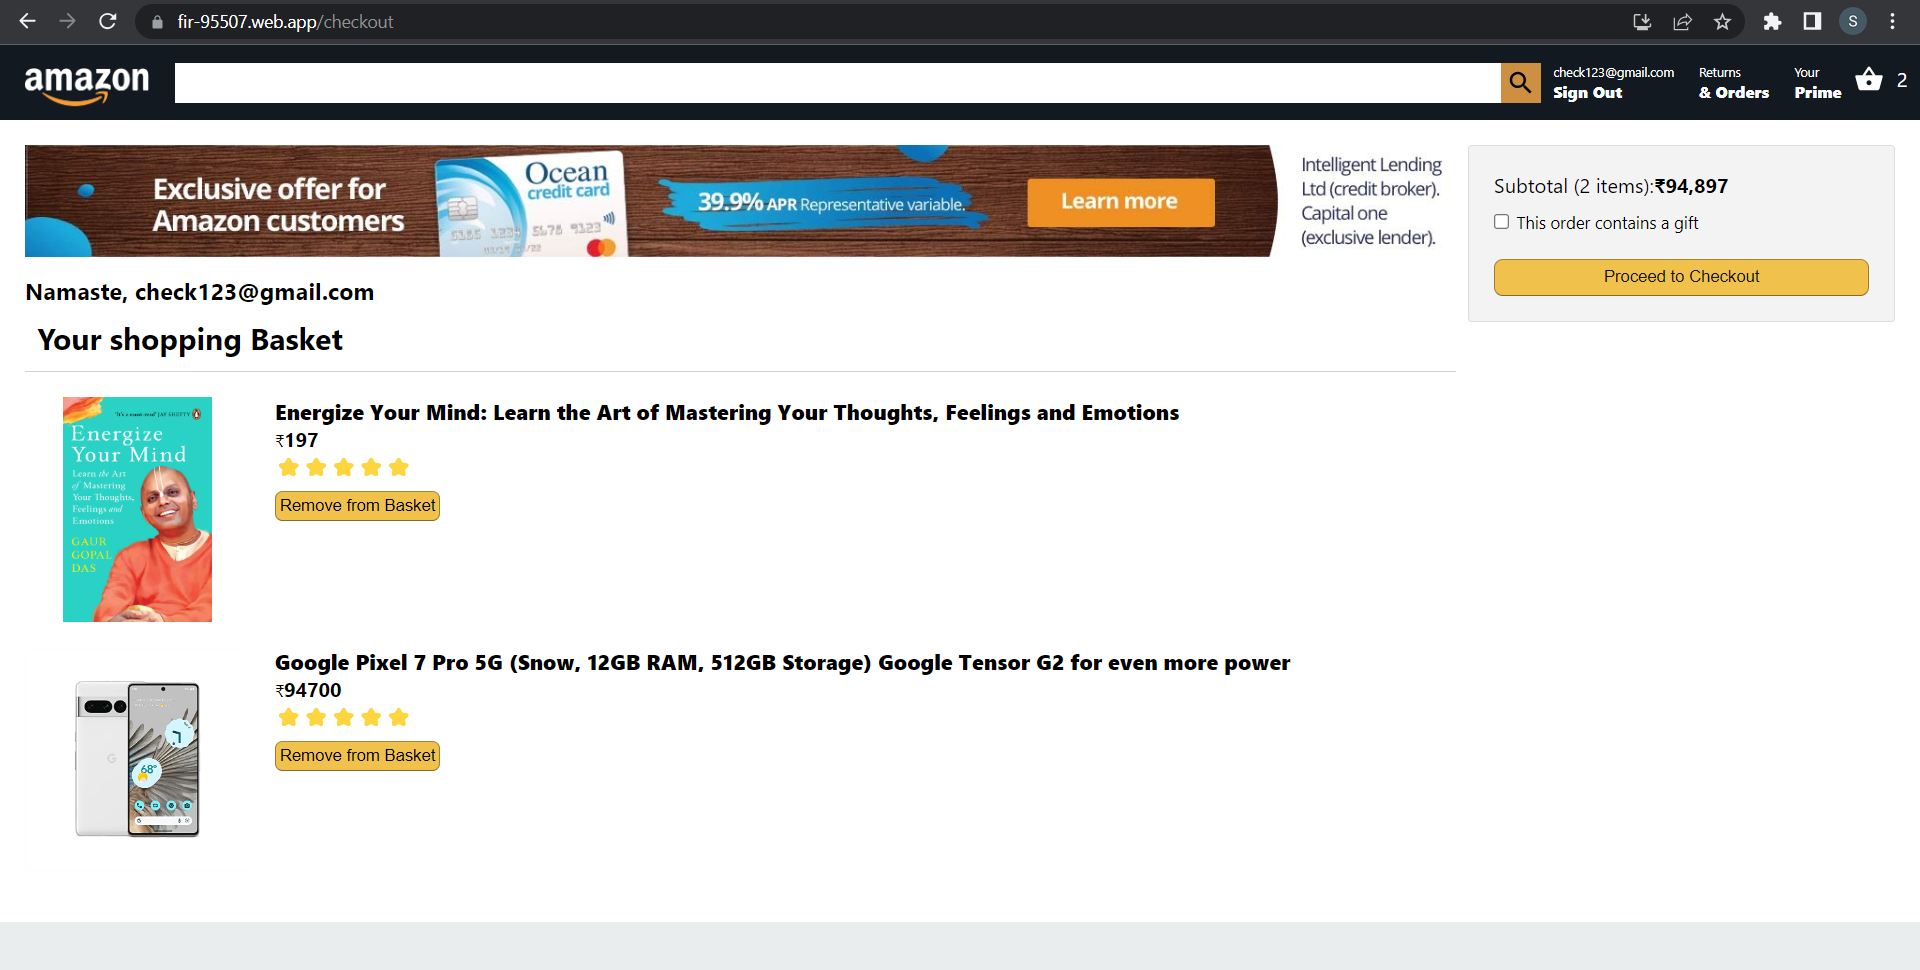 fir-95507.web.app/checkout
S
amazon
check123@gmail.com
Sign Out
Returns
& Orders
Your
Prime
2
Exclusive offer for
Amazon customers
Ocean
credit card
39.9% APR Representative variable.
Learn more
Intelligent Lending
Ltd (credit broker).
Capital one
(exclusive lender).
Subtotal (2 items):₹94,897
This order contains a gift
Proceed to Checkout
Namaste, check123@gmail.com
Your shopping Basket
Energize
Your Mind
Learn the Art
of Mastering
Your Thoughts,
Feelings and
Emotions
GAUR
GOPAL
DAS
Energize Your Mind: Learn the Art of Mastering Your Thoughts, Feelings and Emotions
₹197
Remove from Basket
Google Pixel 7 Pro 5G (Snow, 12GB RAM, 512GB Storage) Google Tensor G2 for even more power
₹94700
Remove from Basket
68°